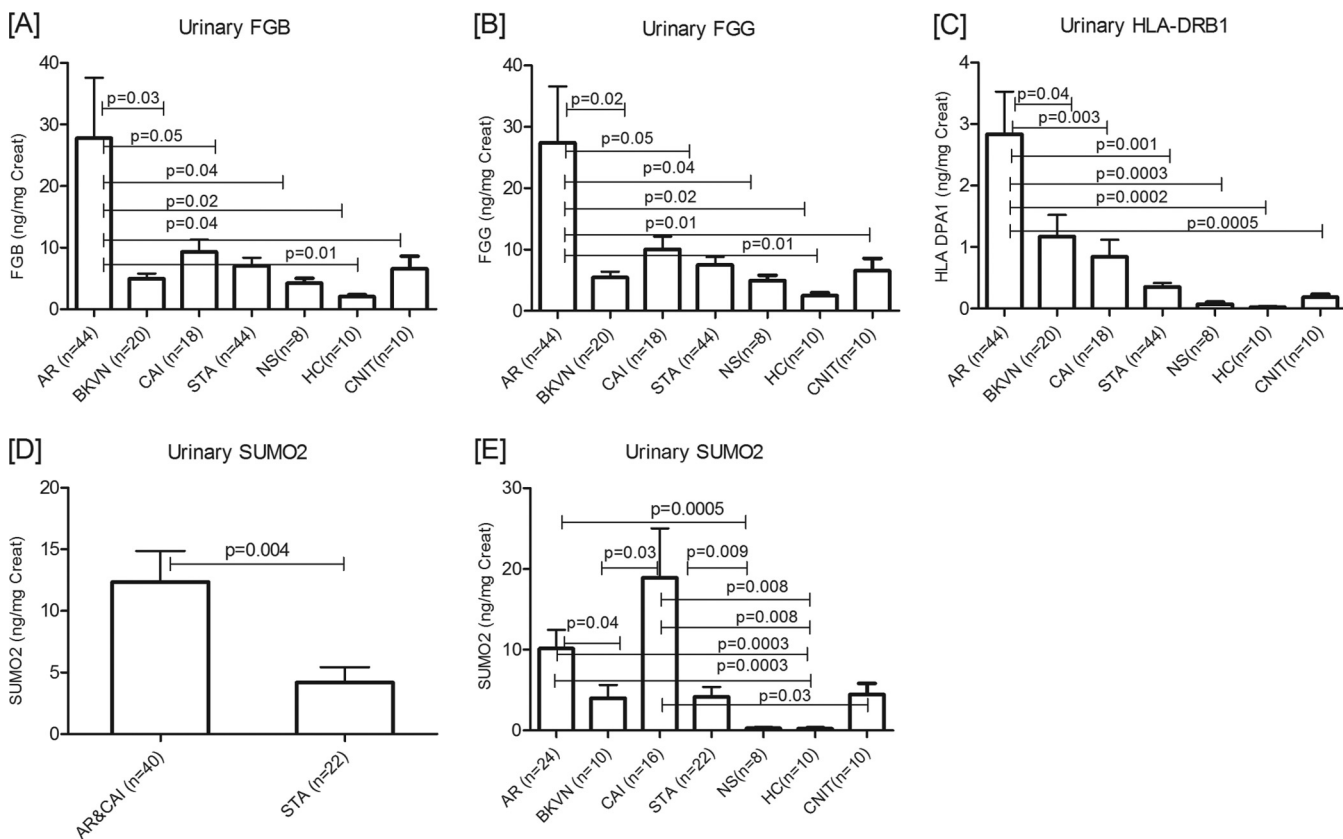 [A]
Urinary FGB
FGB (ng/mg Creat)
40
30
20
10
0
p=0.03
p=0.05
p=0.04
p=0.02
p=0.04
p=0.01
AR (n=44)
BKVN (n=20)
CAI (n=18)
STA (n=44)
NS(n=8)
HC(n=10)
CNIT(n=10)
[B]
Urinary FGG
FGG (ng/mg Creat)
40
30
20
10
0
p=0.02
p=0.05
p=0.04
p=0.02
p=0.01
p=0.01
AR (n=44)
BKVN (n=20)
CAI (n=18)
STA (n=44)
NS(n=8)
HC(n=10)
CNIT(n=10)
[C]
Urinary HLA-DRB1
HLA DPA1 (ng/mg Creat)
4
3
2
1
0
p=0.04
p=0.003
p=0.001
p=0.0003
p=0.0002
p=0.0005
AR (n=44)
BKVN (n=20)
CAI (n=18)
STA (n=44)
NS(n=8)
HC(n=10)
CNIT(n=10)
[D]
Urinary SUMO2
SUMO2 (ng/mg Creat)
20
15
10
5
0
p=0.004
AR&CAI (n=40)
STA (n=22)
[E]
Urinary SUMO2
SUMO2 (ng/mg Creat)
30
20
10
0
p=0.0005
p=0.03
p=0.009
p=0.008
p=0.008
p=0.04
p=0.0003
p=0.0003
p=0.03
AR (n=24)
BKVN (n=10)
CAI (n=16)
STA (n=22)
NS(n=8)
HC(n=10)
CNIT(n=10)